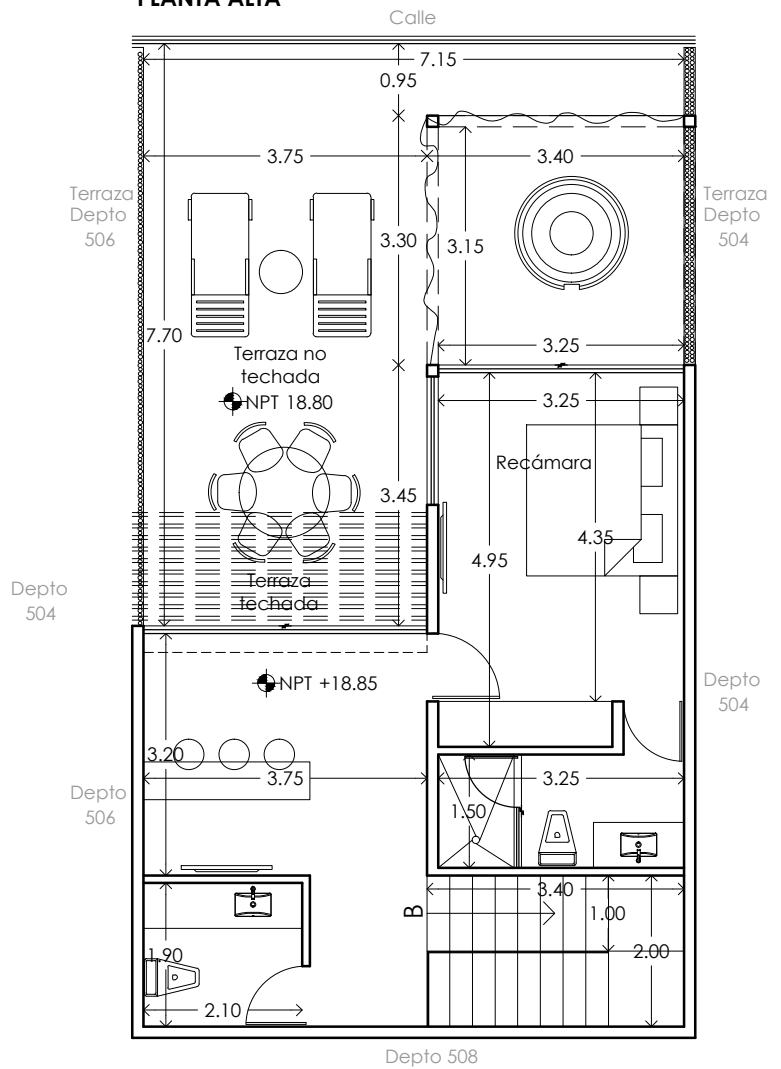 PLANTA ALTA
Calle
7.15
0.95
3.75
3.40
Terraza
Depto
506
Terraza
Depto
504
3.30
3.15
7.70
3.25
Terraza no
techada
NPT 18.80
3.25
Recámara
3.45
4.35
4.95
Terraza
techada
Depto
504
NPT +18.85
Depto
504
3.20
3.75
3.25
Depto
506
1.50
3.40
B
1.00
1.90
2.00
2.10
Depto 508